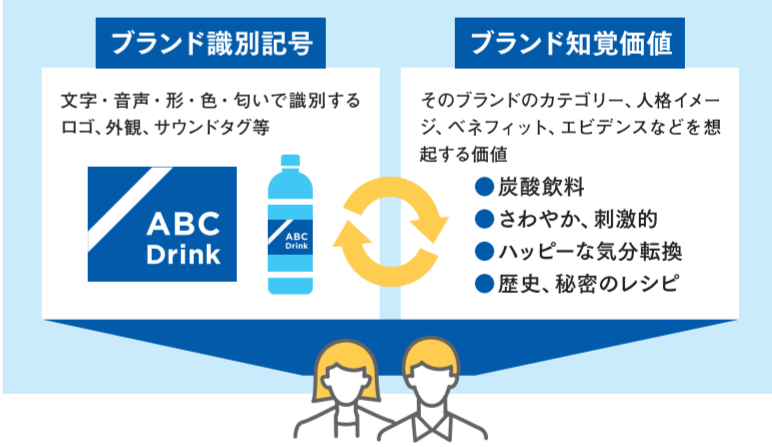 ブランド識別記号
文字・音声・形・色・匂いで識別する
ロゴ、外観、サウンドタグ等
ABC
Drink
ABC
Drink
ブランド知覚価値
そのブランドのカテゴリー、人格イメー
ジ、ベネフィット、エビデンスなどを想
起する価値
●炭酸飲料
●さわやか、刺激的
●ハッピーな気分転換
●歴史、秘密のレシピ